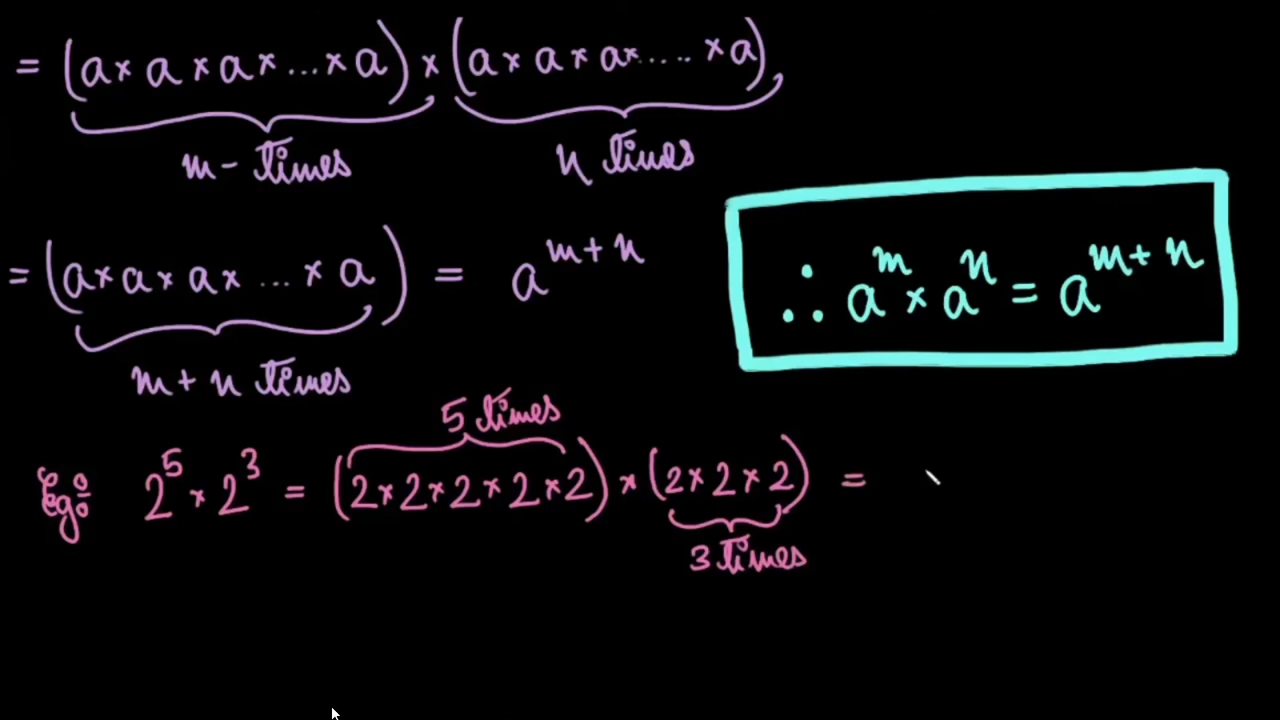 = (a × a × a × ... × a) × (a × a × a × ..... × a)
m - times n times
= (a × a × a × ... × a) = a^{m+n}
m + n times
∴ a^m × a^n = a^{m+n}
5 times
Eg: 2^5 × 2^3 = (2 × 2 × 2 × 2 × 2) × (2 × 2 × 2) =
3 times